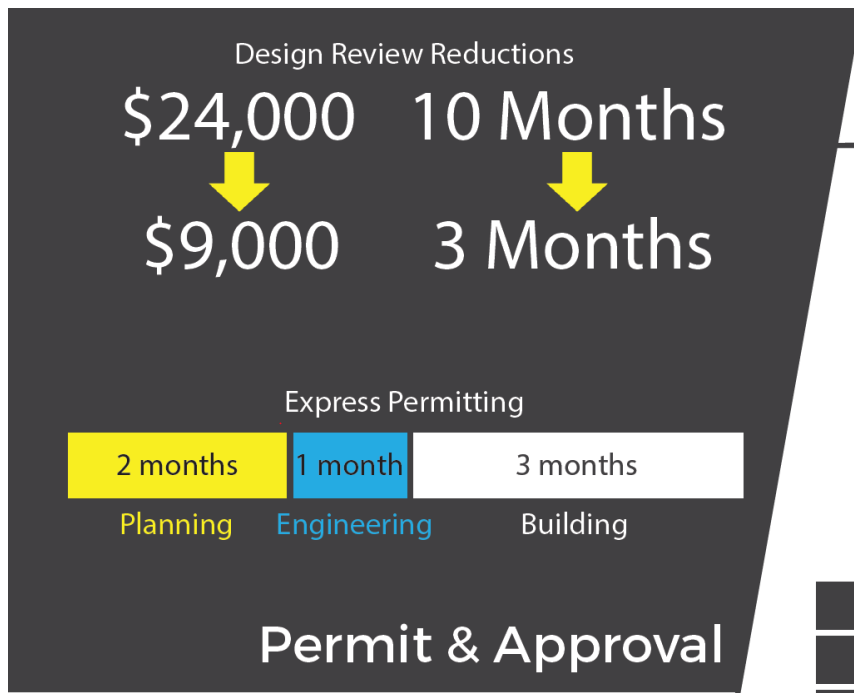 Design Review Reductions
$24,000 10 Months
$9,000 3 Months
Express Permitting
2 months 1 month 3 months
Planning Engineering Building
Permit & Approval